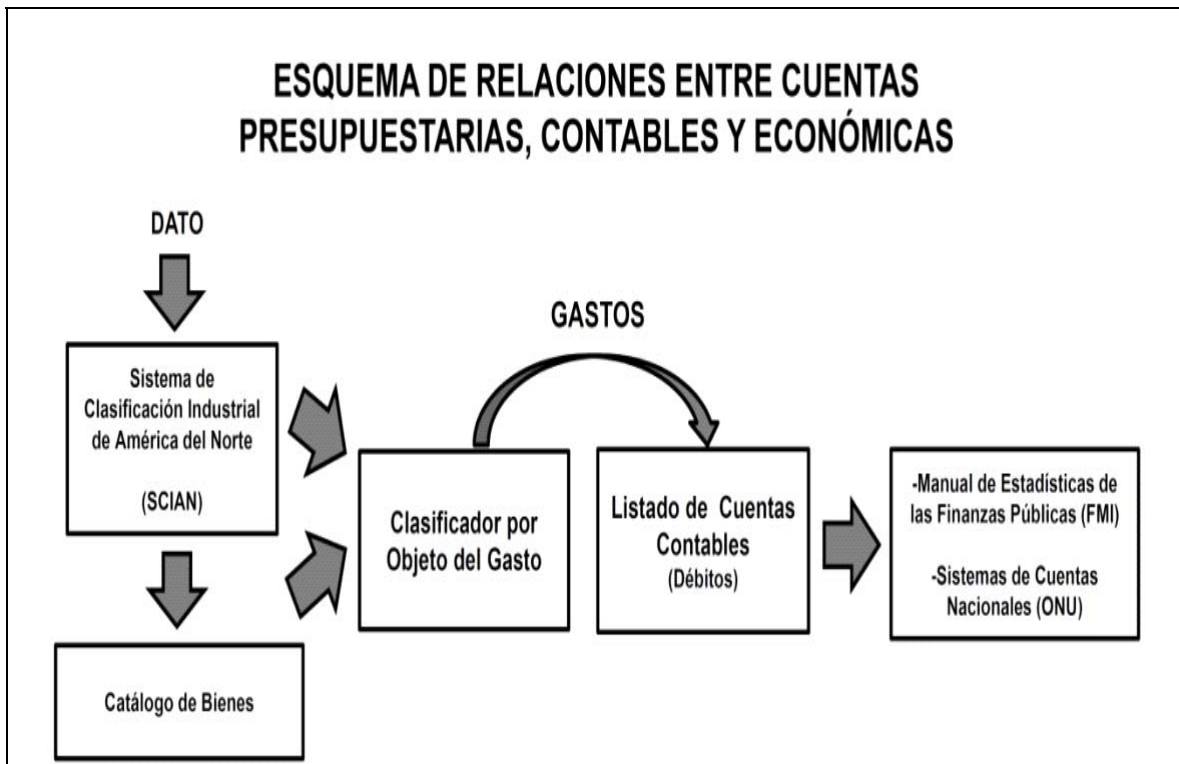 ESQUEMA DE RELACIONES ENTRE CUENTAS
PRESUPUESTARIAS, CONTABLES Y ECONÓMICAS
DATO
GASTOS
Sistema de
Clasificación Industrial
de América del Norte
(SCIAN)
Clasificador por
Objeto del Gasto
Listado de Cuentas
Contables
(Débitos)
-Manual de Estadísticas de
las Finanzas Públicas (FMI)
-Sistemas de Cuentas
Nacionales (ONU)
Catálogo de Bienes